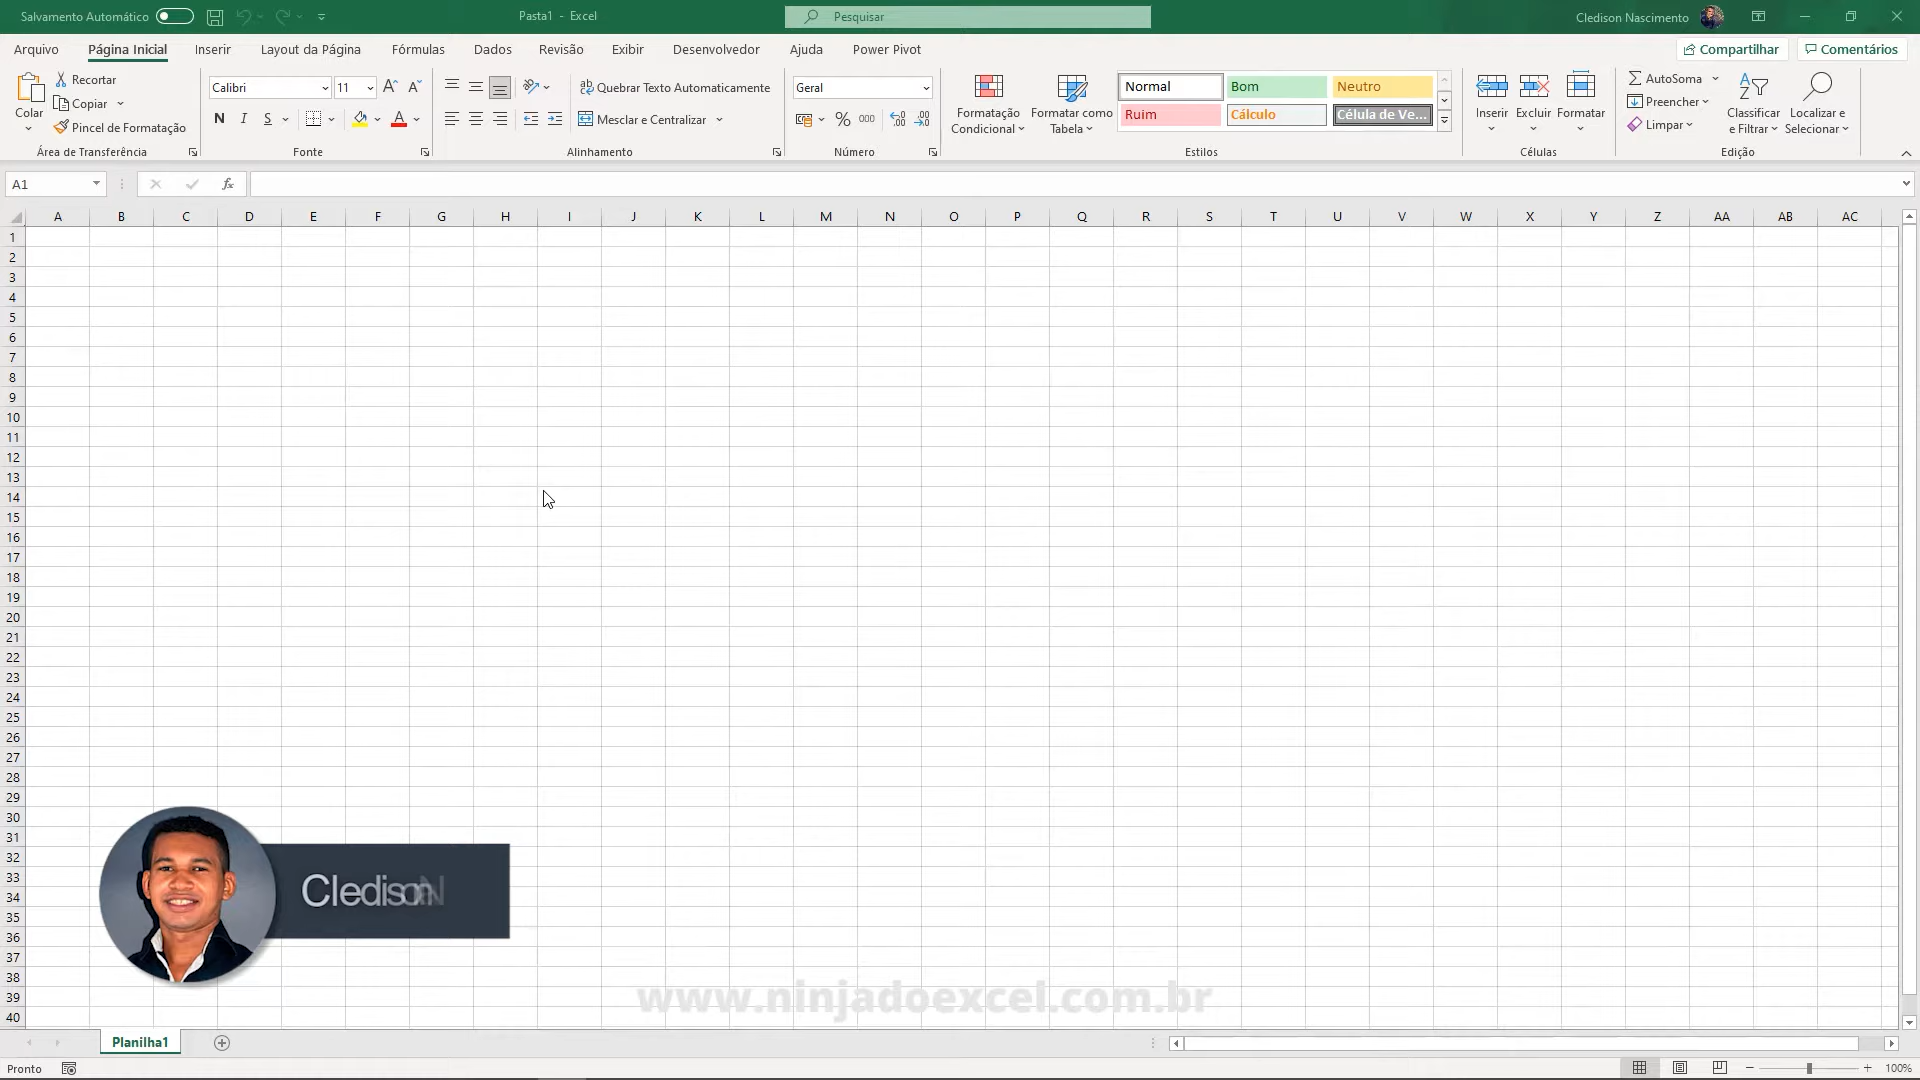 Salvamento Automático
Pasta1 - Excel
Pesquisar
Cledison Nascimento
Arquivo Página Inicial Inserir Layout da Página Fórmulas Dados Revisão Exibir Desenvolvedor Ajuda Power Pivot
Compartilhar Comentários
Colar
Recortar
Copiar
Pincel de Formatação
Área de Transferência
Calibri 11
N I S
Fonte
Quebrar Texto Automaticamente
Mesclar e Centralizar
Alinhamento
Geral
% 000
Número
Formatação Condicional
Formatar como Tabela
Normal Bom Neutro
Ruim Cálculo Célula de Ve...
Estilos
Inserir Excluir Formatar
Células
AutoSoma
Preencher
Limpar
Classificar e Filtrar
Localizar e Selecionar
Edição
A1
fx
A B C D E F G H I J K L M N O P Q R S T U V W X Y Z AA AB AC
1
2
3
4
5
6
7
8
9
10
11
12
13
14
15
16
17
18
19
20
21
22
23
24
25
26
27
28
29
30
31
32
33
34
35
36
37
38
39
40
Cledison N
www.ninjadoexcel.com.br
Planilha1
Pronto
100%